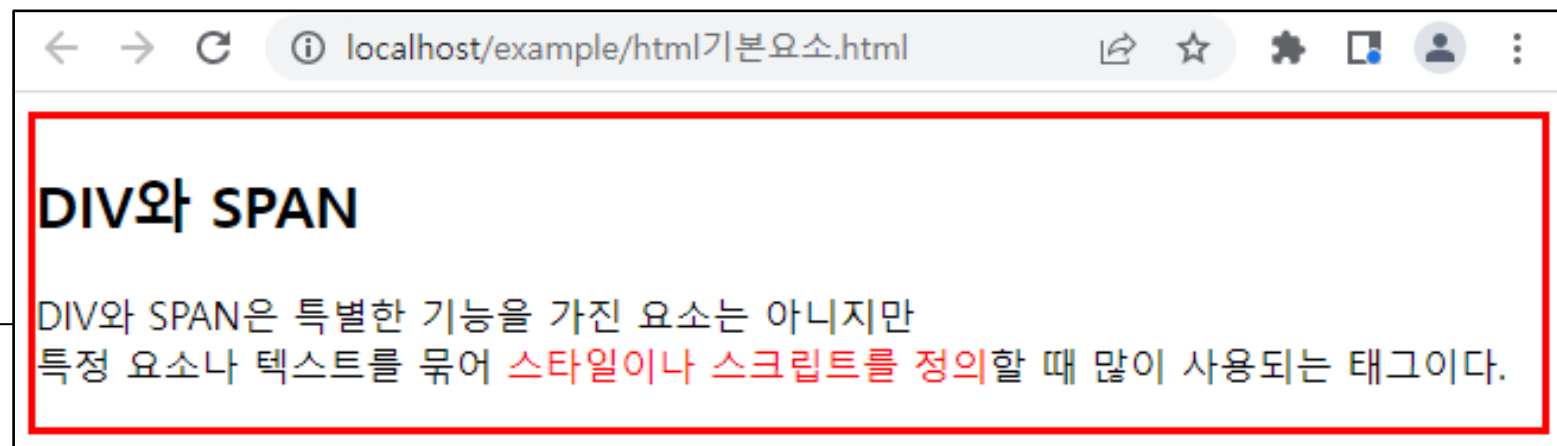 localhost/example/html기본요소.html
DIV와 SPAN
DIV와 SPAN은 특별한 기능을 가진 요소는 아니지만
특정 요소나 텍스트를 묶어 스타일이나 스크립트를 정의할 때 많이 사용되는 태그이다.